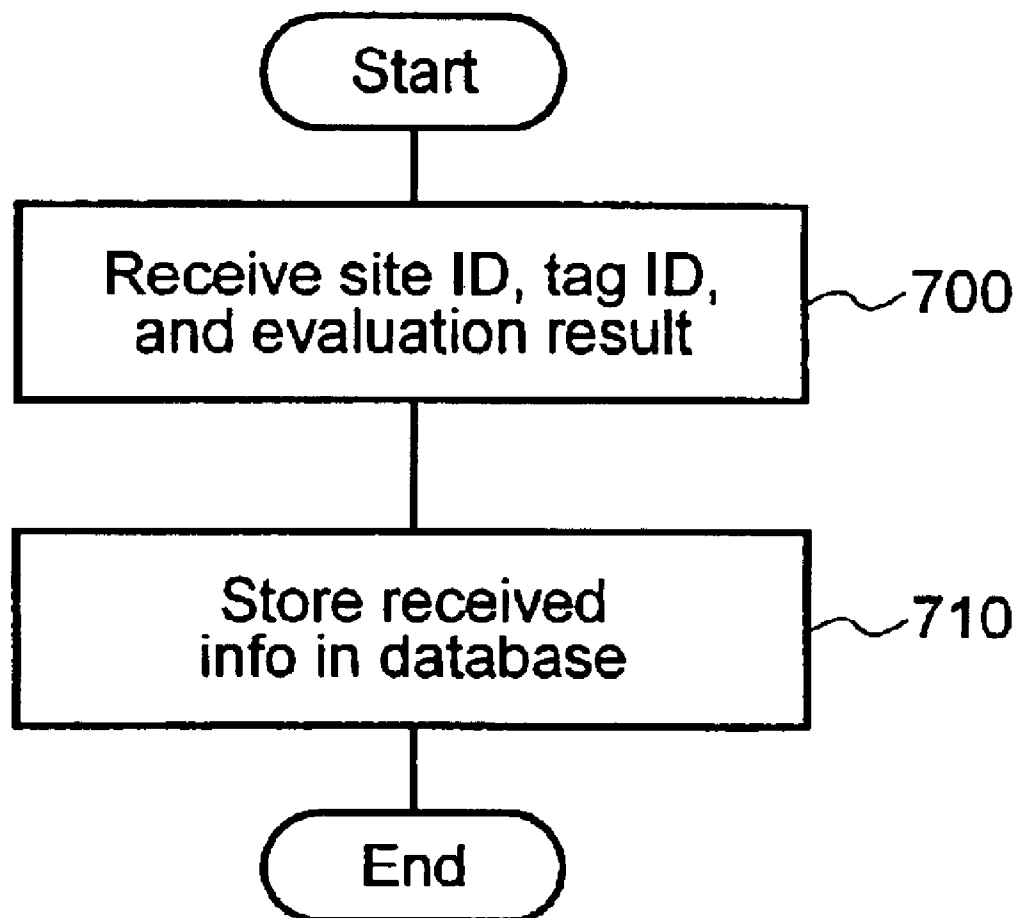 Start
Receive site ID, tag ID,
and evaluation result
700
Store received
info in database
710
End